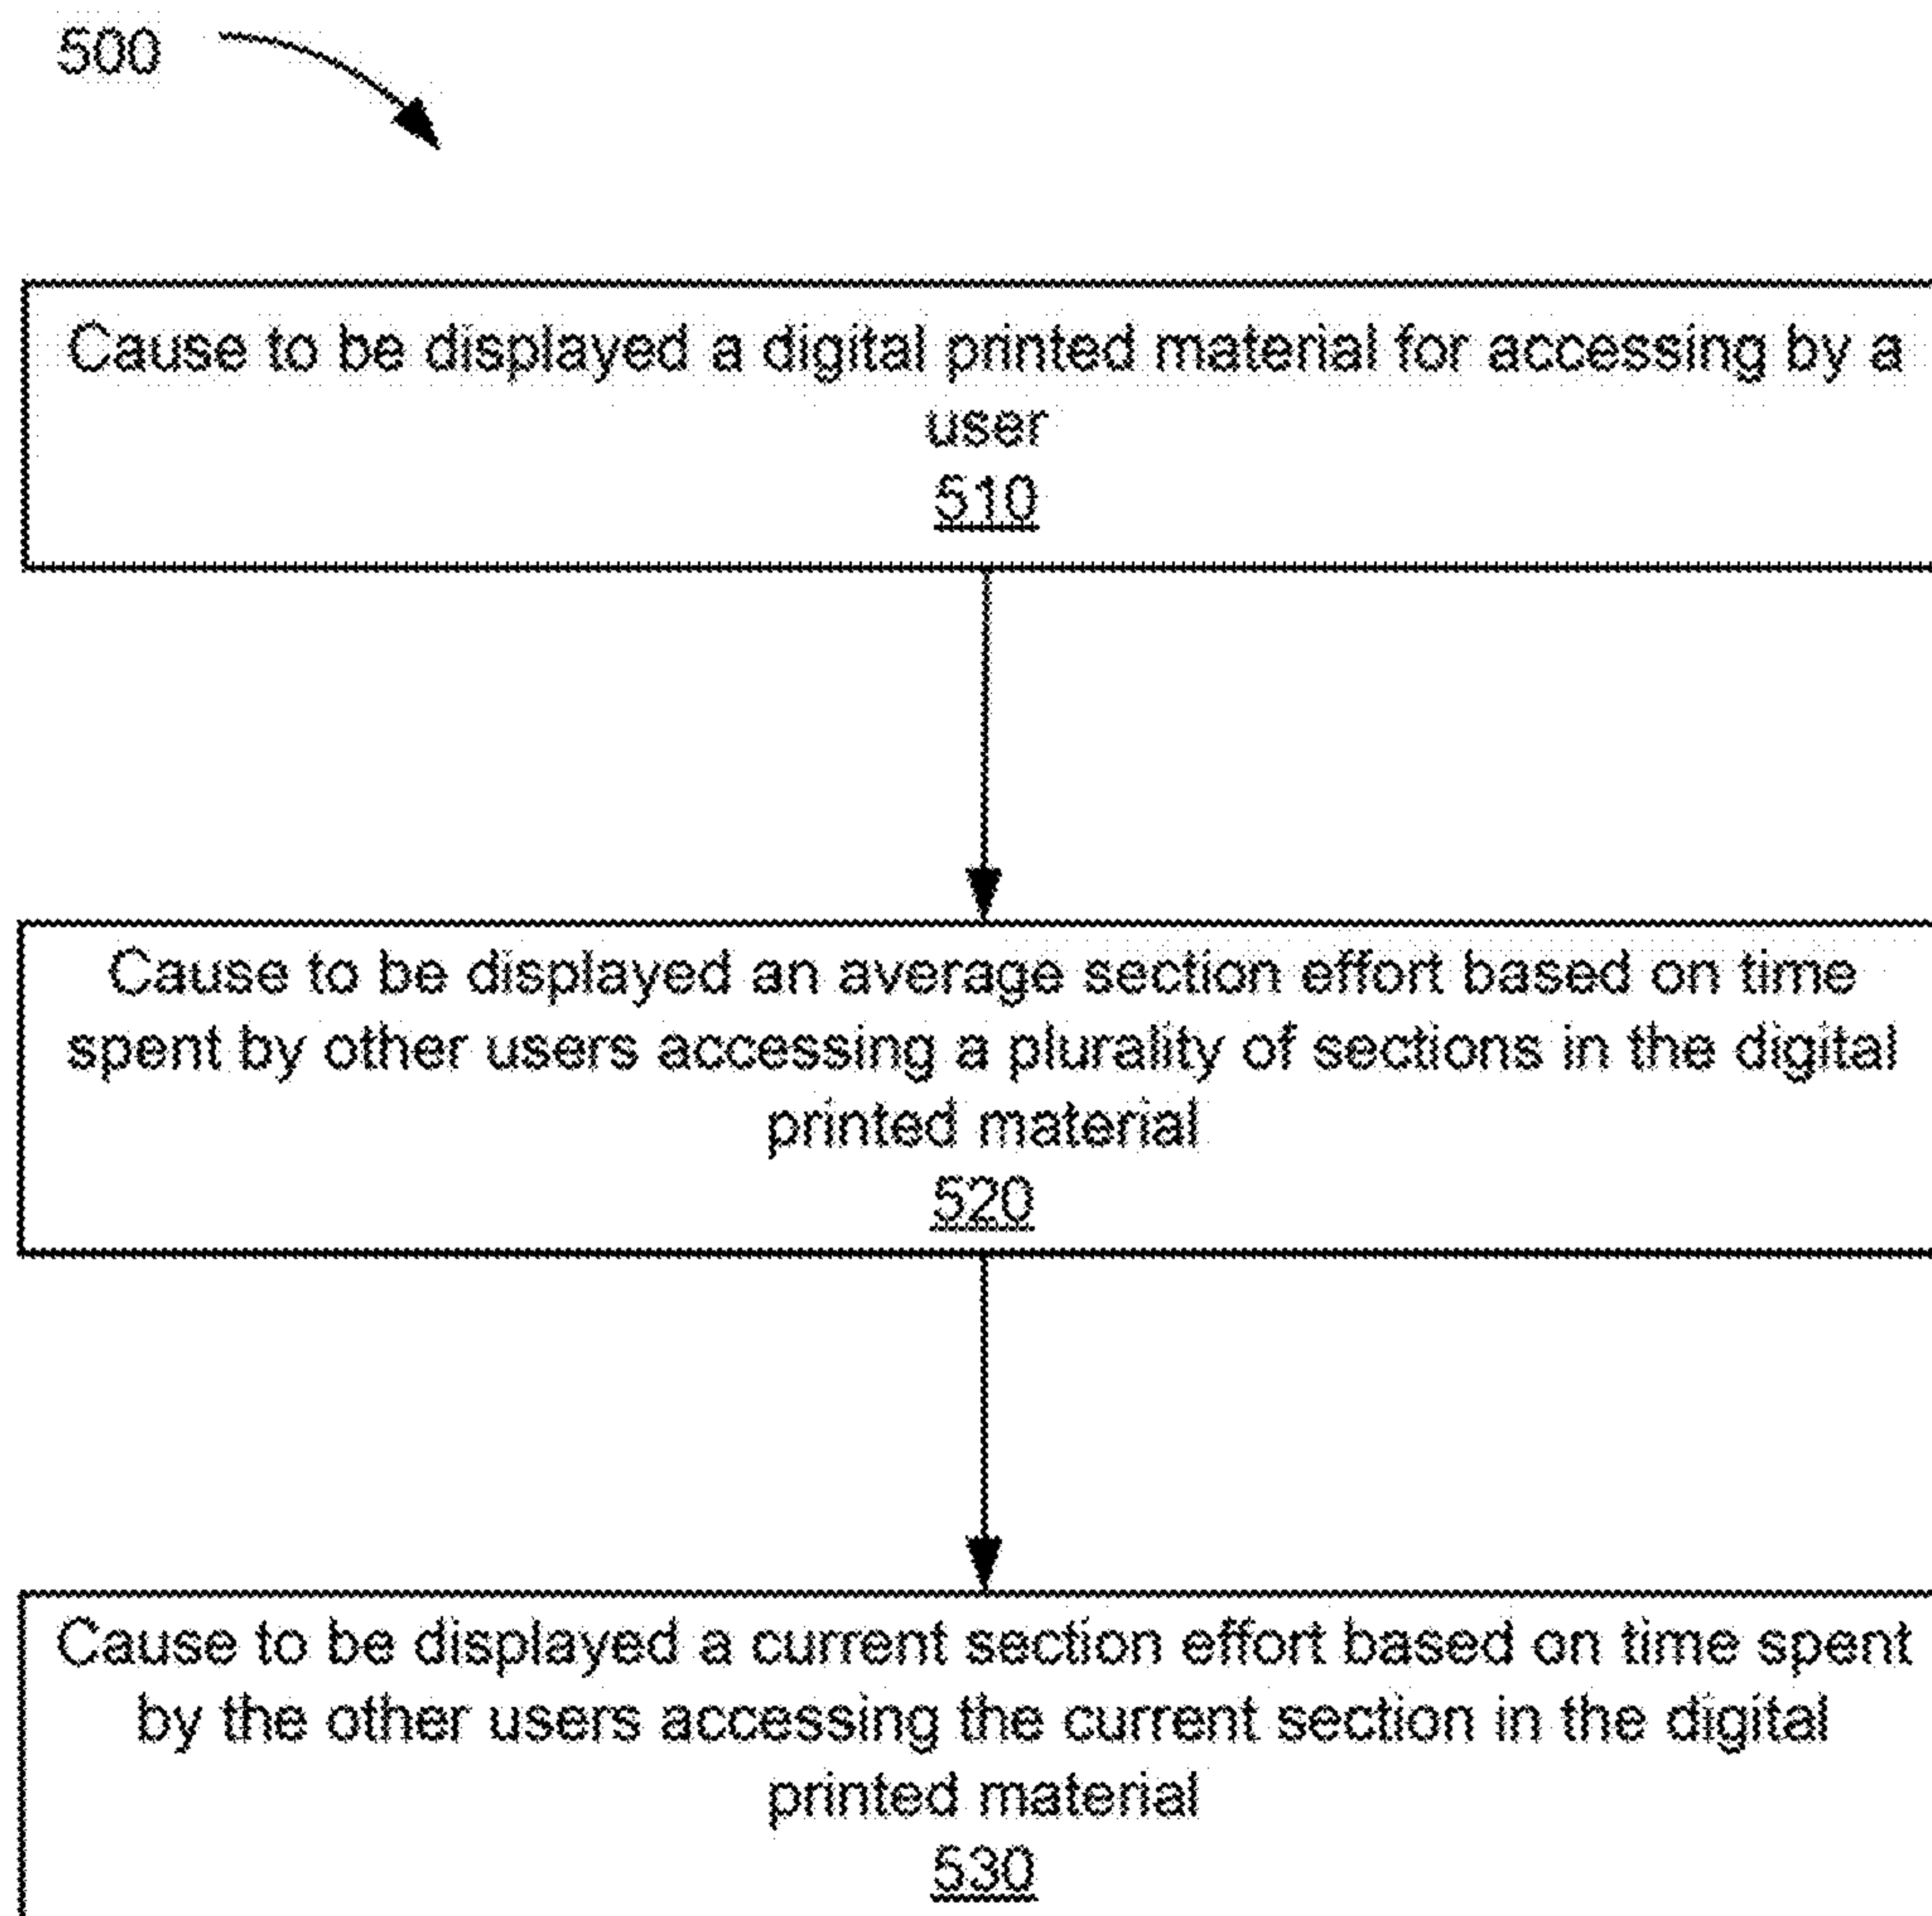 500
Cause to be displayed a digital printed material for accessing by a
user
510
Cause to be displayed an average section effort based on time
spent by other users accessing a plurality of sections in the digital
printed material
520
Cause to be displayed a current section effort based on time spent
by the other users accessing the current section in the digital
printed material
530